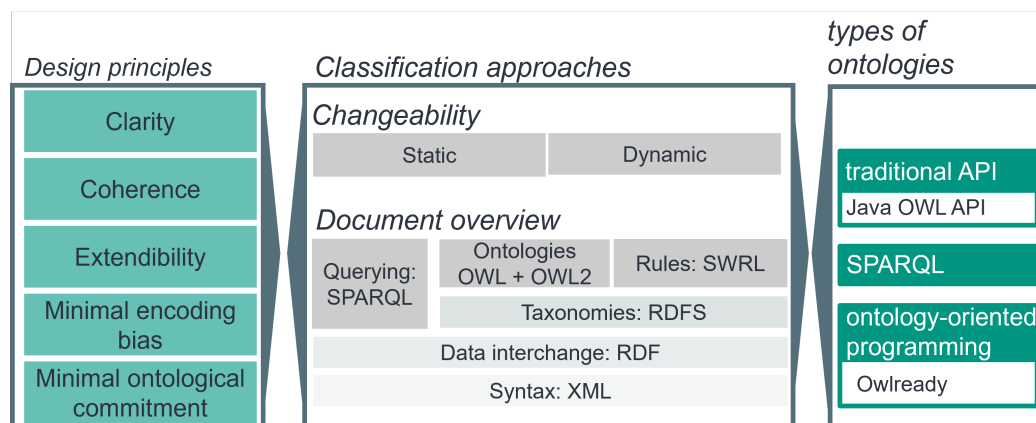 Design principles
Clarity
Coherence
Extendibility
Minimal encoding
bias
Minimal ontological
commitment
Classification approaches
Changeability
Static
Dynamic
Document overview
Querying:
SPARQL
Ontologies
OWL + OWL2
Rules: SWRL
Taxonomies: RDFS
Data interchange: RDF
Syntax: XML
types of
ontologies
traditional API
Java OWL API
SPARQL
ontology-oriented
programming
Owlready